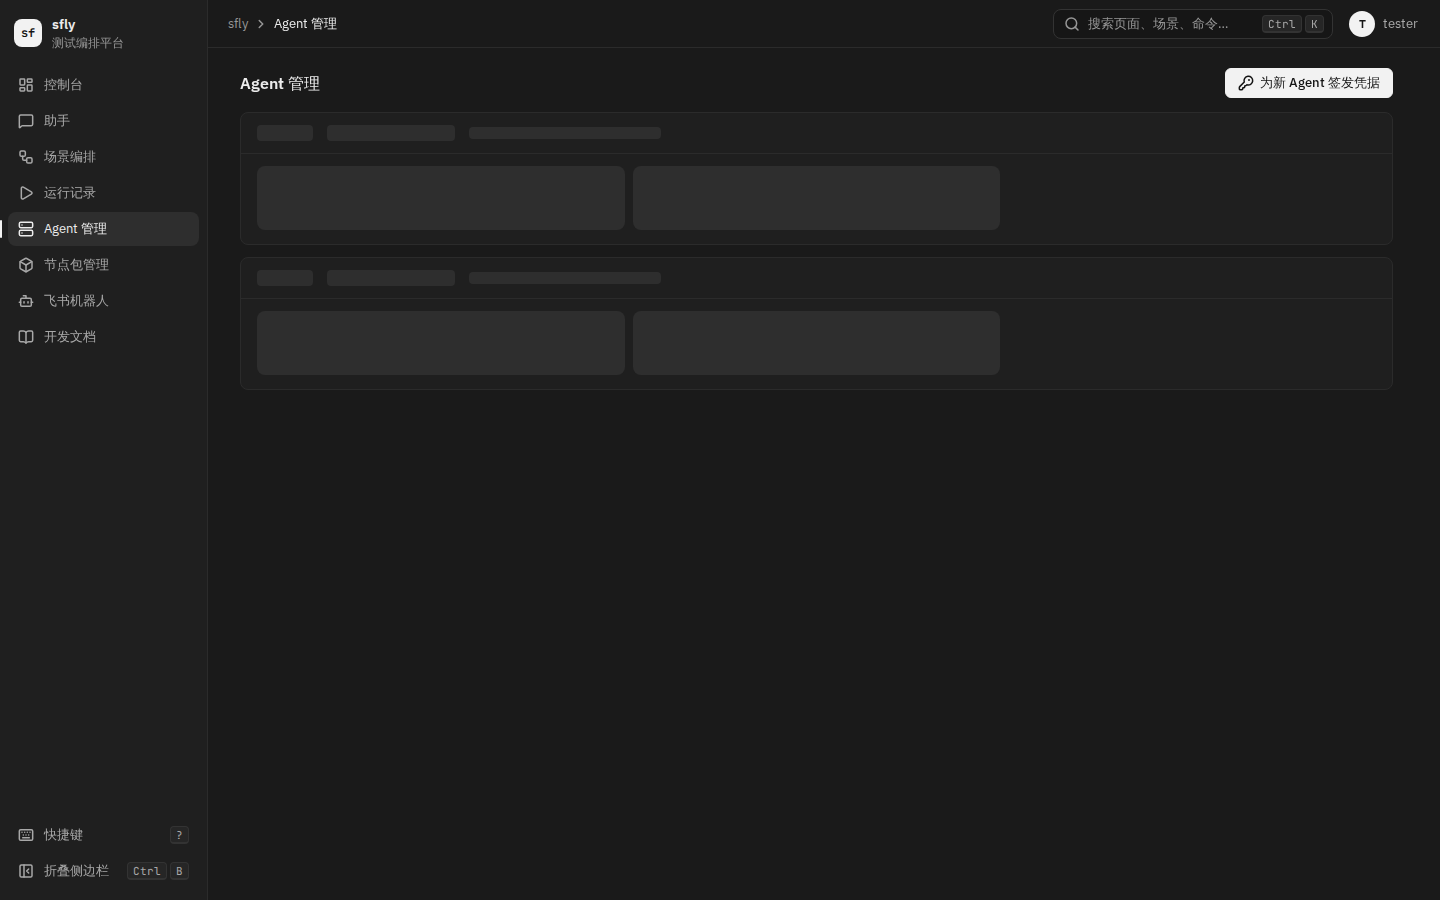 sf
sfly
测试编排平台
控制台
助手
场景编排
运行记录
Agent 管理
节点包管理
飞书机器人
开发文档
快捷键 ?
折叠侧边栏 Ctrl B
sfly > Agent 管理
搜索页面、场景、命令... Ctrl K
T tester
Agent 管理
为新 Agent 签发凭据